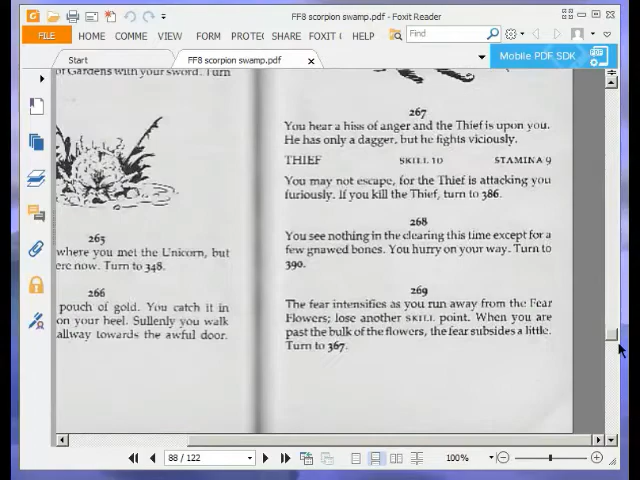 FF8 scorpion swamp.pdf - Foxit Reader
FILE HOME COMME VIEW FORM PROTE SHARE FOXIT C HELP Find
Start FF8 scorpion swamp.pdf Mobile PDF SDK
of Gardens with your sword. Turn
263
where you met the Unicorn, but
ere now. Turn to 348.
266
pouch of gold. You catch it in
on your heel. Sullenly you walk
allway towards the awful door.
267
You hear a hiss of anger and the Thief is upon you.
He has only a dagger, but he fights viciously.
THIEF SKILL 10 STAMINA 9
You may not escape, for the Thief is attacking you
furiously. If you kill the Thief, turn to 386.
268
You see nothing in the clearing this time except for a
few gnawed bones. You hurry on your way. Turn to
390.
269
The fear intensifies as you run away from the Fear
Flowers; lose another SKILL point. When you are
past the bulk of the flowers, the fear subsides a little.
Turn to 367.
88 / 122 100%